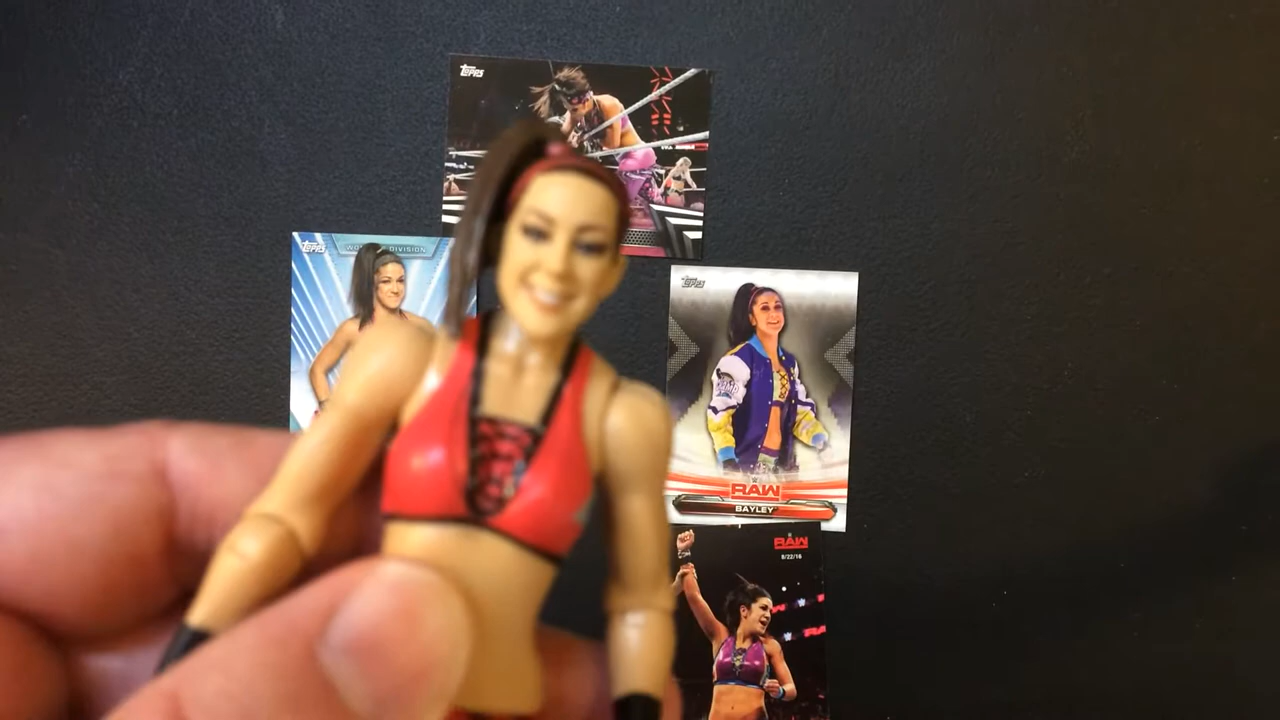 Topps
Topps
WOMEN'S DIVISION
Topps
RAW
BAYLEY
RAW
8/22/16